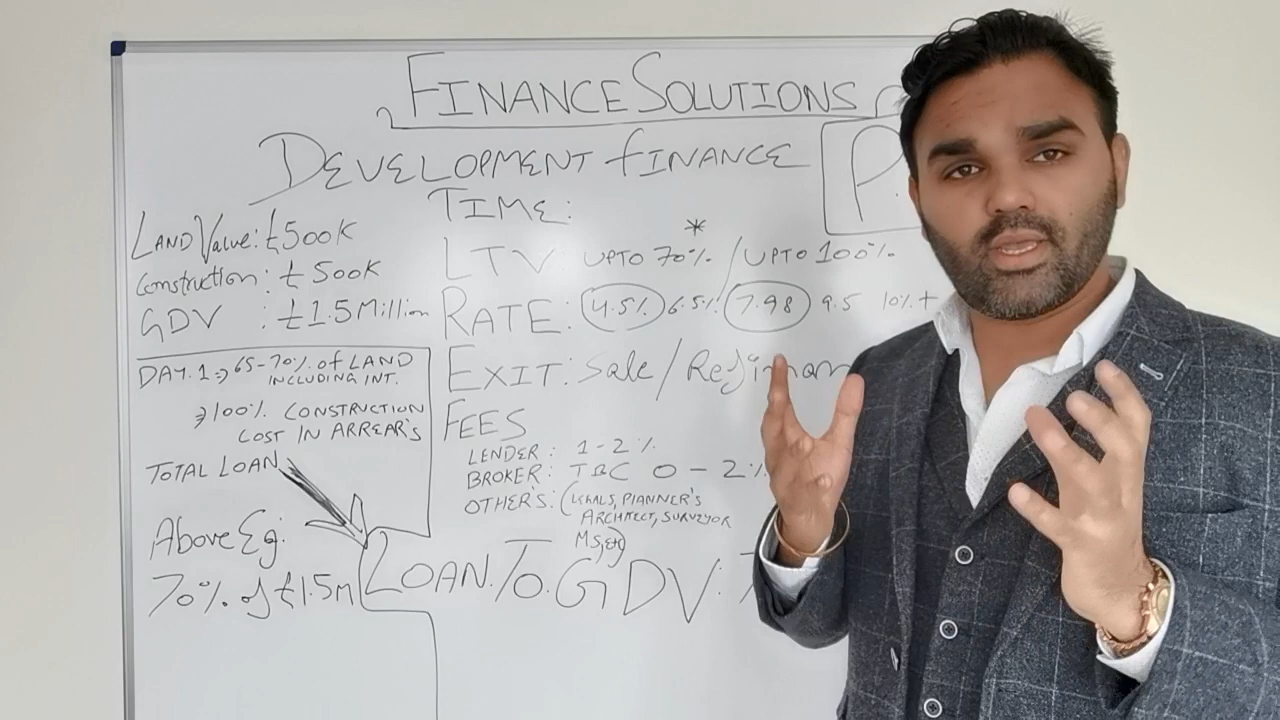 FINANCE SOLUTIONS
DEVELOPMENT FINANCE
P.
TIME:
Land Value: £500K
Construction: £500K
GDV : £1.5 Million
LTV UPTO 70%* / UPTO 100%
RATE: 4.5% 6.5% 7.98 9.5 10%+
EXIT: Sale/Refinan
FEES
LENDER: 1-2%
BROKER: TBC 0-2%
OTHER'S: (LEGALS, PLANNER'S
ARCHITECT, SURVEYOR
MS, etc)
DAY.1 → 65-70% of LAND
INCLUDING INT.
→ 100% CONSTRUCTION
COST IN ARREAR'S
TOTAL LOAN
Above Eg:
70% of £1.5m
LOAN.TO.GDV: